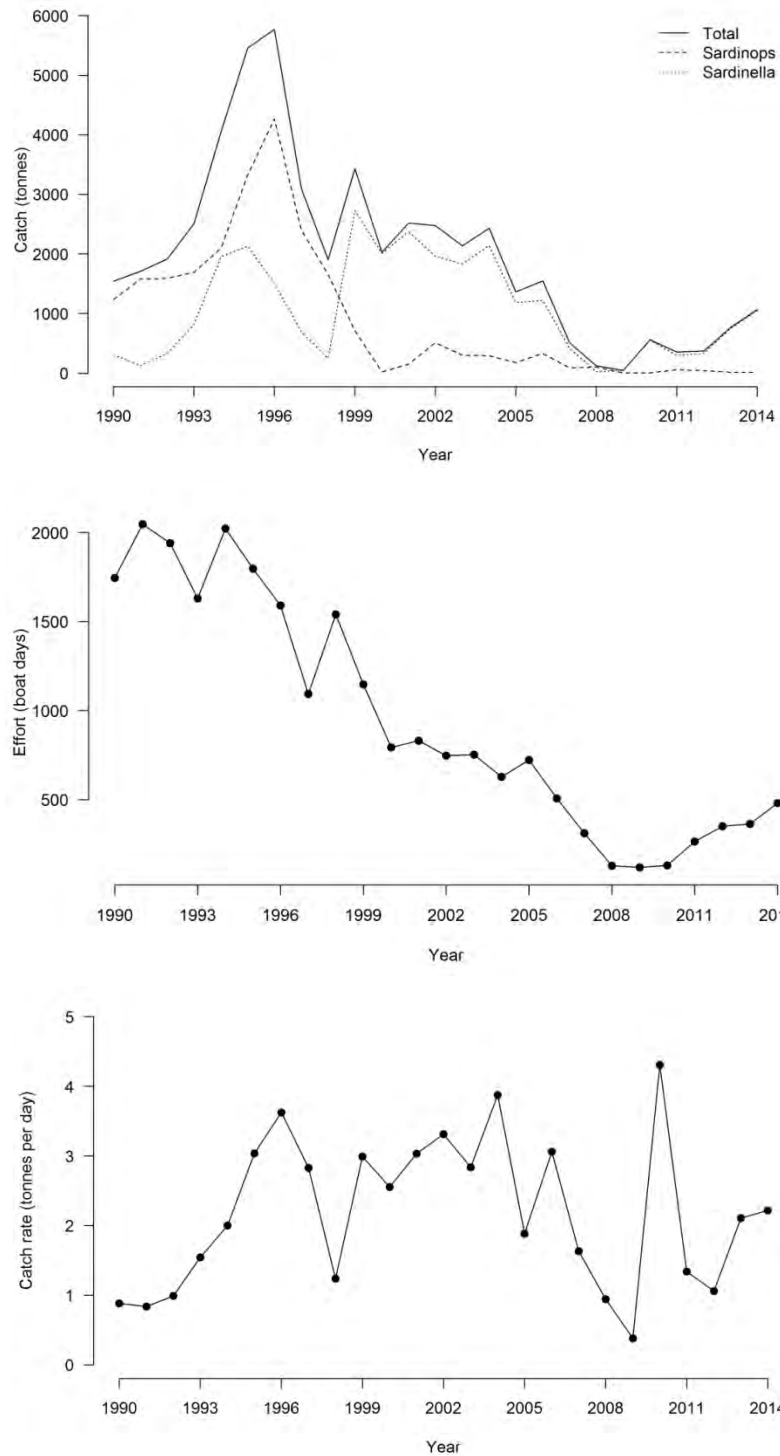 6000
5000
4000
3000
2000
1000
0
Catch (tonnes)
Total
Sardinops
Sardinella
1990 1993 1996 1999 2002 2005 2008 2011 2014
Year
2000
1500
1000
500
Effort (boat days)
1990 1993 1996 1999 2002 2005 2008 2011 201
Year
5
4
3
2
1
0
Catch rate (tonnes per day)
1990 1993 1996 1999 2002 2005 2008 2011 2014
Year